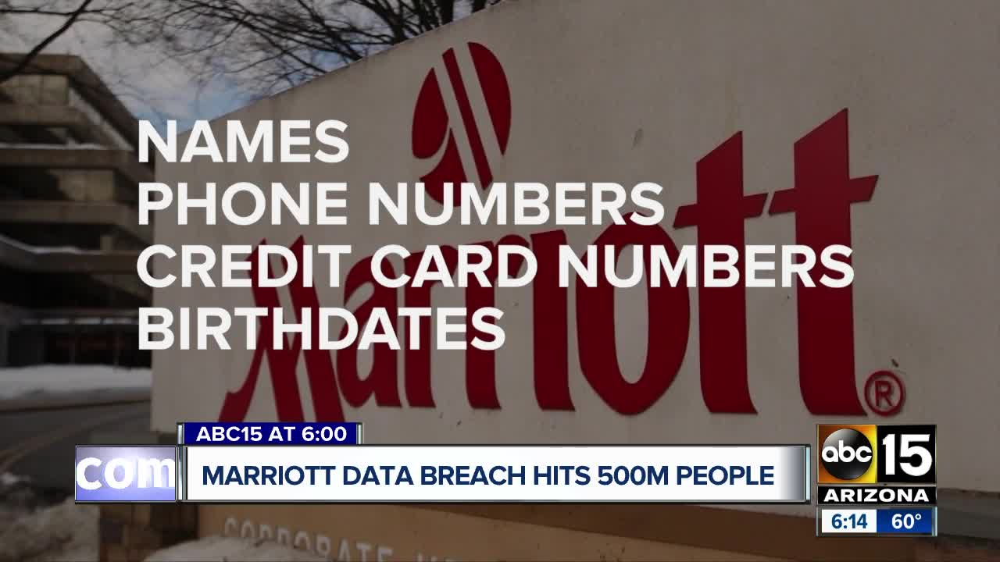 NAMES
PHONE NUMBERS
CREDIT CARD NUMBERS
BIRTHDATES
Marriott®
ABC15 AT 6:00
com
MARRIOTT DATA BREACH HITS 500M PEOPLE
abc 15
ARIZONA
6:14 60°
CORPORATE